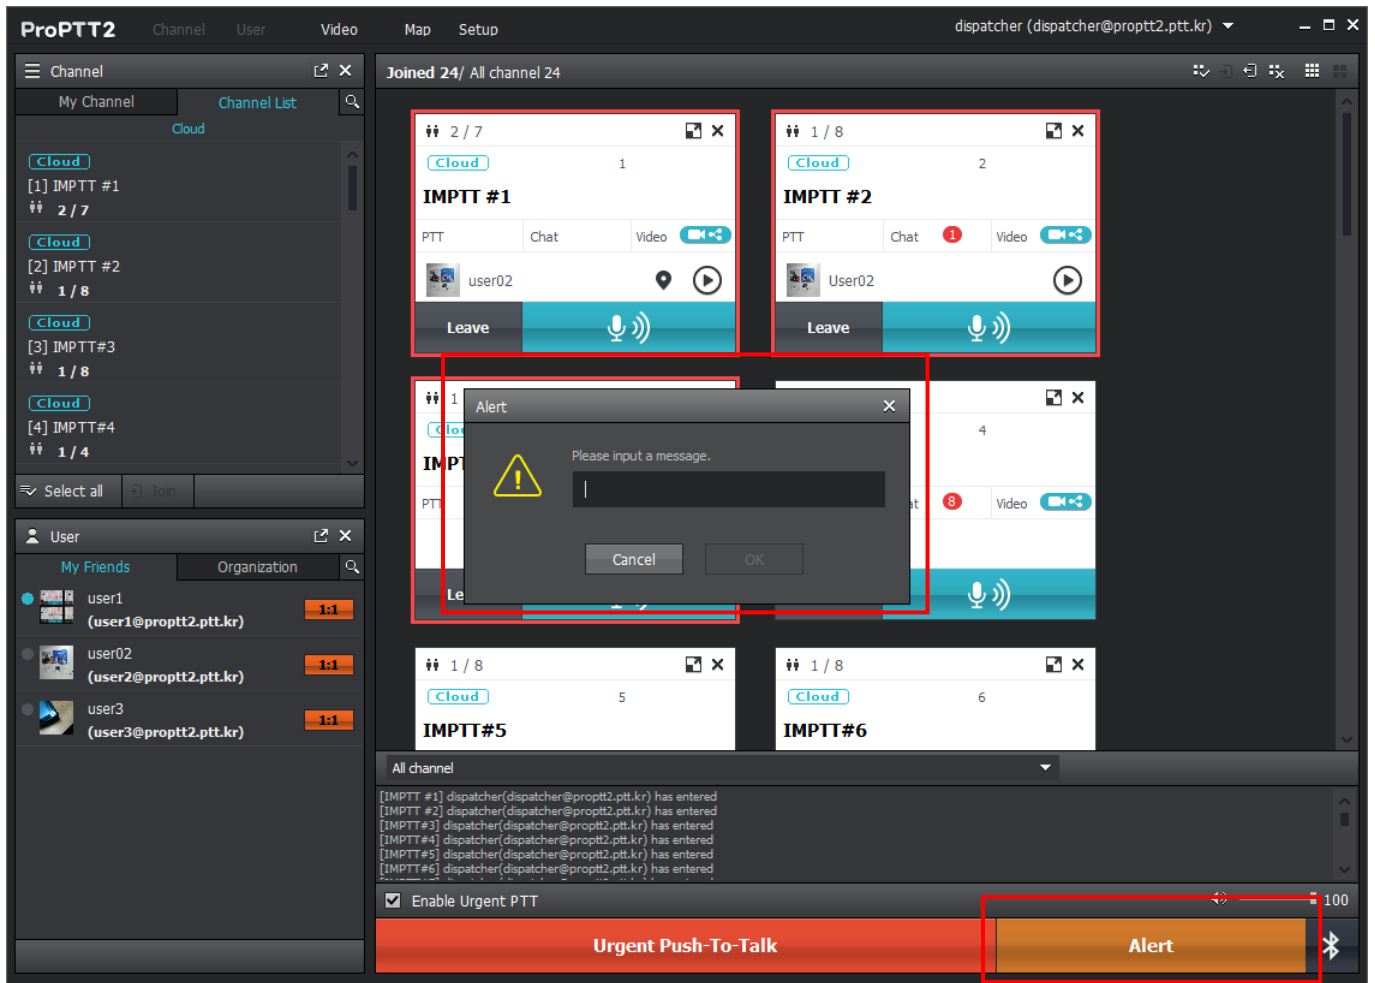 ProPTT2 Channel User Video Map Setup dispatcher (dispatcher@proptt2.ptt.kr)
Channel
My Channel Channel List
Cloud
Cloud
[1] IMPTT #1
2 / 7
Cloud
[2] IMPTT #2
1 / 8
Cloud
[3] IMPTT#3
1 / 8
Cloud
[4] IMPTT#4
1 / 4
Select all Join
User
My Friends Organization
user1
(user1@proptt2.ptt.kr)
1:1
user02
(user2@proptt2.ptt.kr)
1:1
user3
(user3@proptt2.ptt.kr)
1:1
Joined 24/ All channel 24
2 / 7
Cloud 1
IMPTT #1
PTT Chat Video
user02
Leave
1 / 8
Cloud 2
IMPTT #2
PTT Chat 1 Video
User02
Leave
1
Clou
IMPT
PT
Le
4
at 8 Video
Alert
Please input a message.
Cancel OK
1 / 8
Cloud 5
IMPTT#5
1 / 8
Cloud 6
IMPTT#6
All channel
[IMPTT #1] dispatcher(dispatcher@proptt2.ptt.kr) has entered
[IMPTT #2] dispatcher(dispatcher@proptt2.ptt.kr) has entered
[IMPTT#3] dispatcher(dispatcher@proptt2.ptt.kr) has entered
[IMPTT#4] dispatcher(dispatcher@proptt2.ptt.kr) has entered
[IMPTT#5] dispatcher(dispatcher@proptt2.ptt.kr) has entered
[IMPTT#6] dispatcher(dispatcher@proptt2.ptt.kr) has entered
Enable Urgent PTT 100
Urgent Push-To-Talk Alert